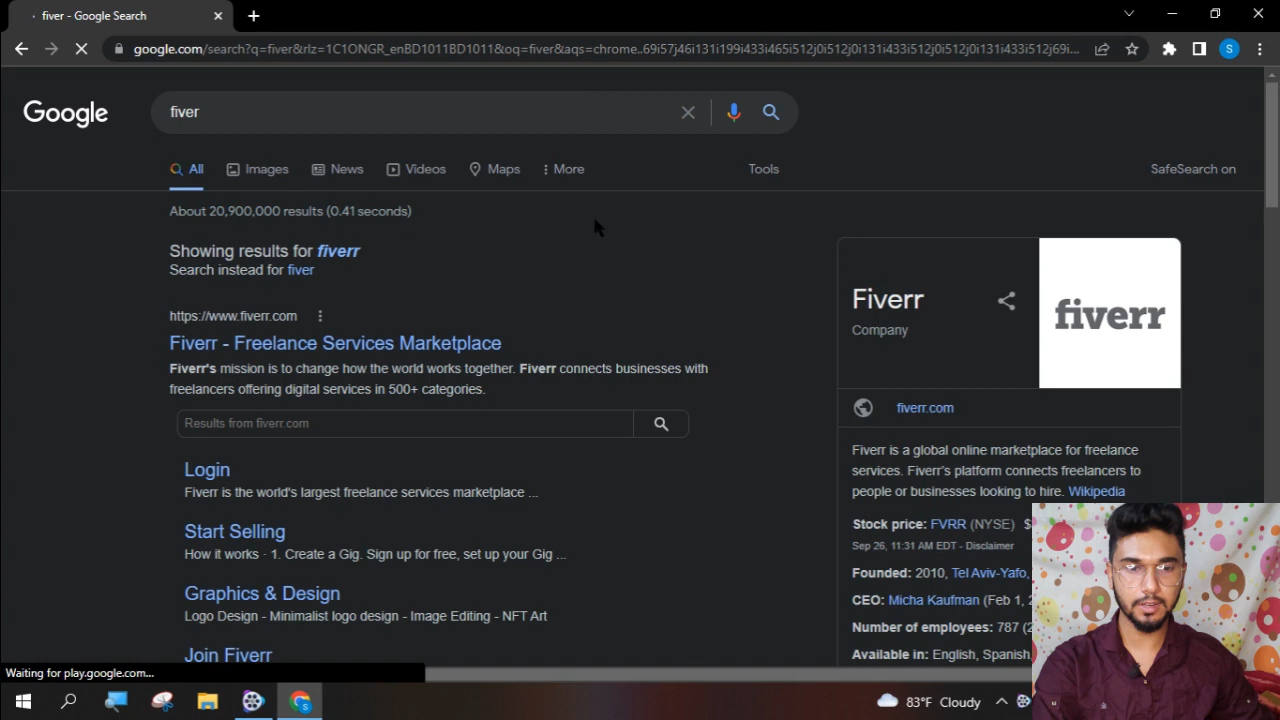 fiver - Google Search
google.com/search?q=fiver&rlz=1C1ONGR_enBD1011BD1011&oq=fiver&aqs=chrome..69i57j46i131i199i433i465i512j0i512j0i131i433i512j0i512j0i131i433i512j69i...
S
Google
fiver
All
Images
News
Videos
Maps
More
Tools
SafeSearch on
About 20,900,000 results (0.41 seconds)
Showing results for fiverr
Search instead for fiver
https://www.fiverr.com
Fiverr - Freelance Services Marketplace
Fiverr's mission is to change how the world works together. Fiverr connects businesses with
freelancers offering digital services in 500+ categories.
Results from fiverr.com
Login
Fiverr is the world's largest freelance services marketplace ...
Start Selling
How it works · 1. Create a Gig. Sign up for free, set up your Gig ...
Graphics & Design
Logo Design - Minimalist logo design - Image Editing - NFT Art
Join Fiverr
Fiverr
Company
fiverr
fiverr.com
Fiverr is a global online marketplace for freelance
services. Fiverr's platform connects freelancers to
people or businesses looking to hire. Wikipedia
Stock price: FVRR (NYSE) $
Sep 26, 11:31 AM EDT - Disclaimer
Founded: 2010, Tel Aviv-Yafo,
CEO: Micha Kaufman (Feb 1, 2
Number of employees: 787 (2
Available in: English, Spanish,
Waiting for play.google.com...
83°F Cloudy